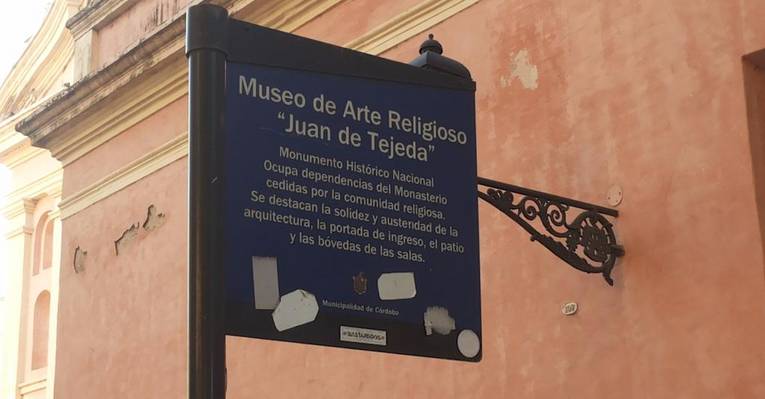 Museo de Arte Religioso
"Juan de Tejeda"
Monumento Histórico Nacional
Ocupa dependencias del Monasterio
cedidas por la comunidad religiosa.
Se destacan la solidez y austeridad de la
arquitectura, la portada de ingreso, el patio
y las bóvedas de las salas.
Municipalidad de Córdoba